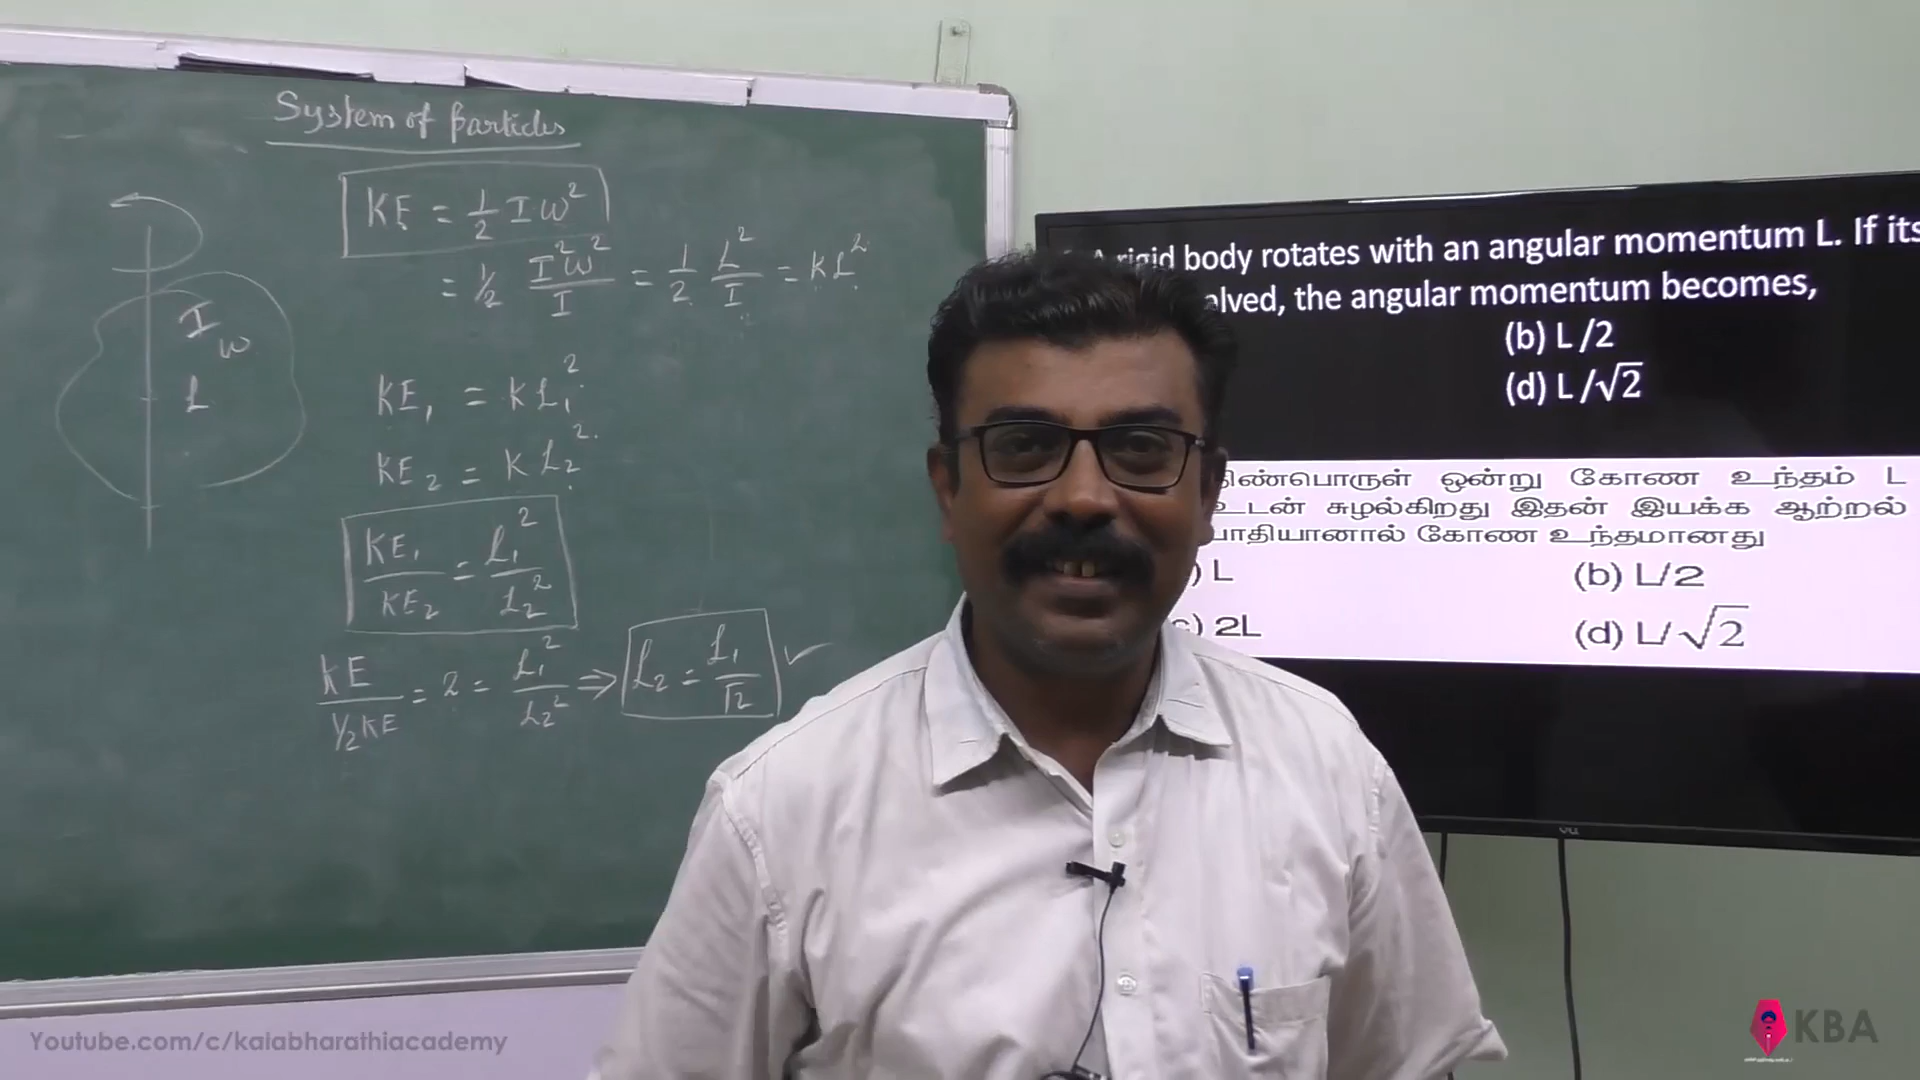 System of Particles
KE = 1/2 I ω²
= 1/2 I²ω²/I = 1/2 L²/I = KL²
I
ω
L
KE₁ = KL₁²
KE₂ = KL₂²
KE₁/KE₂ = L₁²/L₂²
KE/½KE = 2 = L₁²/L₂² ⇒ L₂ = L₁/√2 ✓
A rigid body rotates with an angular momentum L. If its
the angular momentum becomes,
(b) L /2
(d) L /√2
ஒன்று கோண உந்தம் L
உடன் சுழல்கிறது இதன் இயக்க ஆற்றல்
கோண உந்தமானது
) L
(b) L/2
c) 2L
(d) L/√2
Youtube.com/c/kalabharathiacademy
KBA